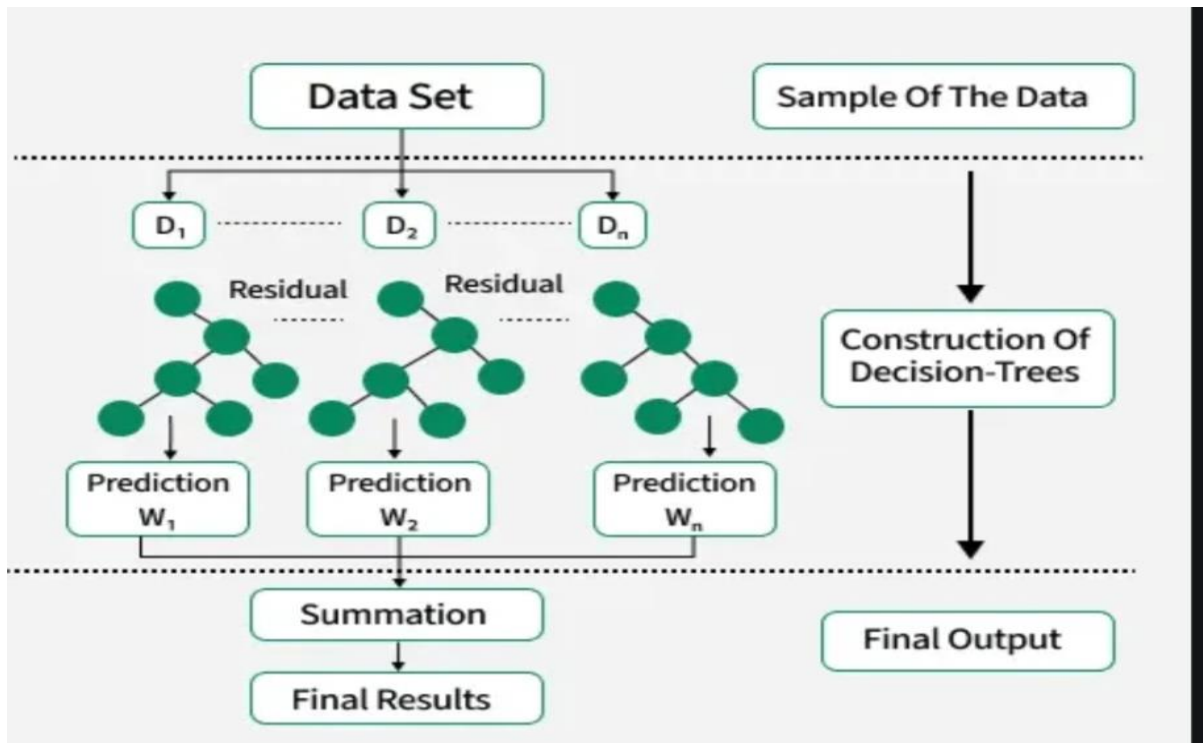 Data Set
Sample Of The Data
D₁
D₂
Dₙ
Residual
Residual
Construction Of
Decision-Trees
Prediction
W₁
Prediction
W₂
Prediction
Wₙ
Summation
Final Output
Final Results